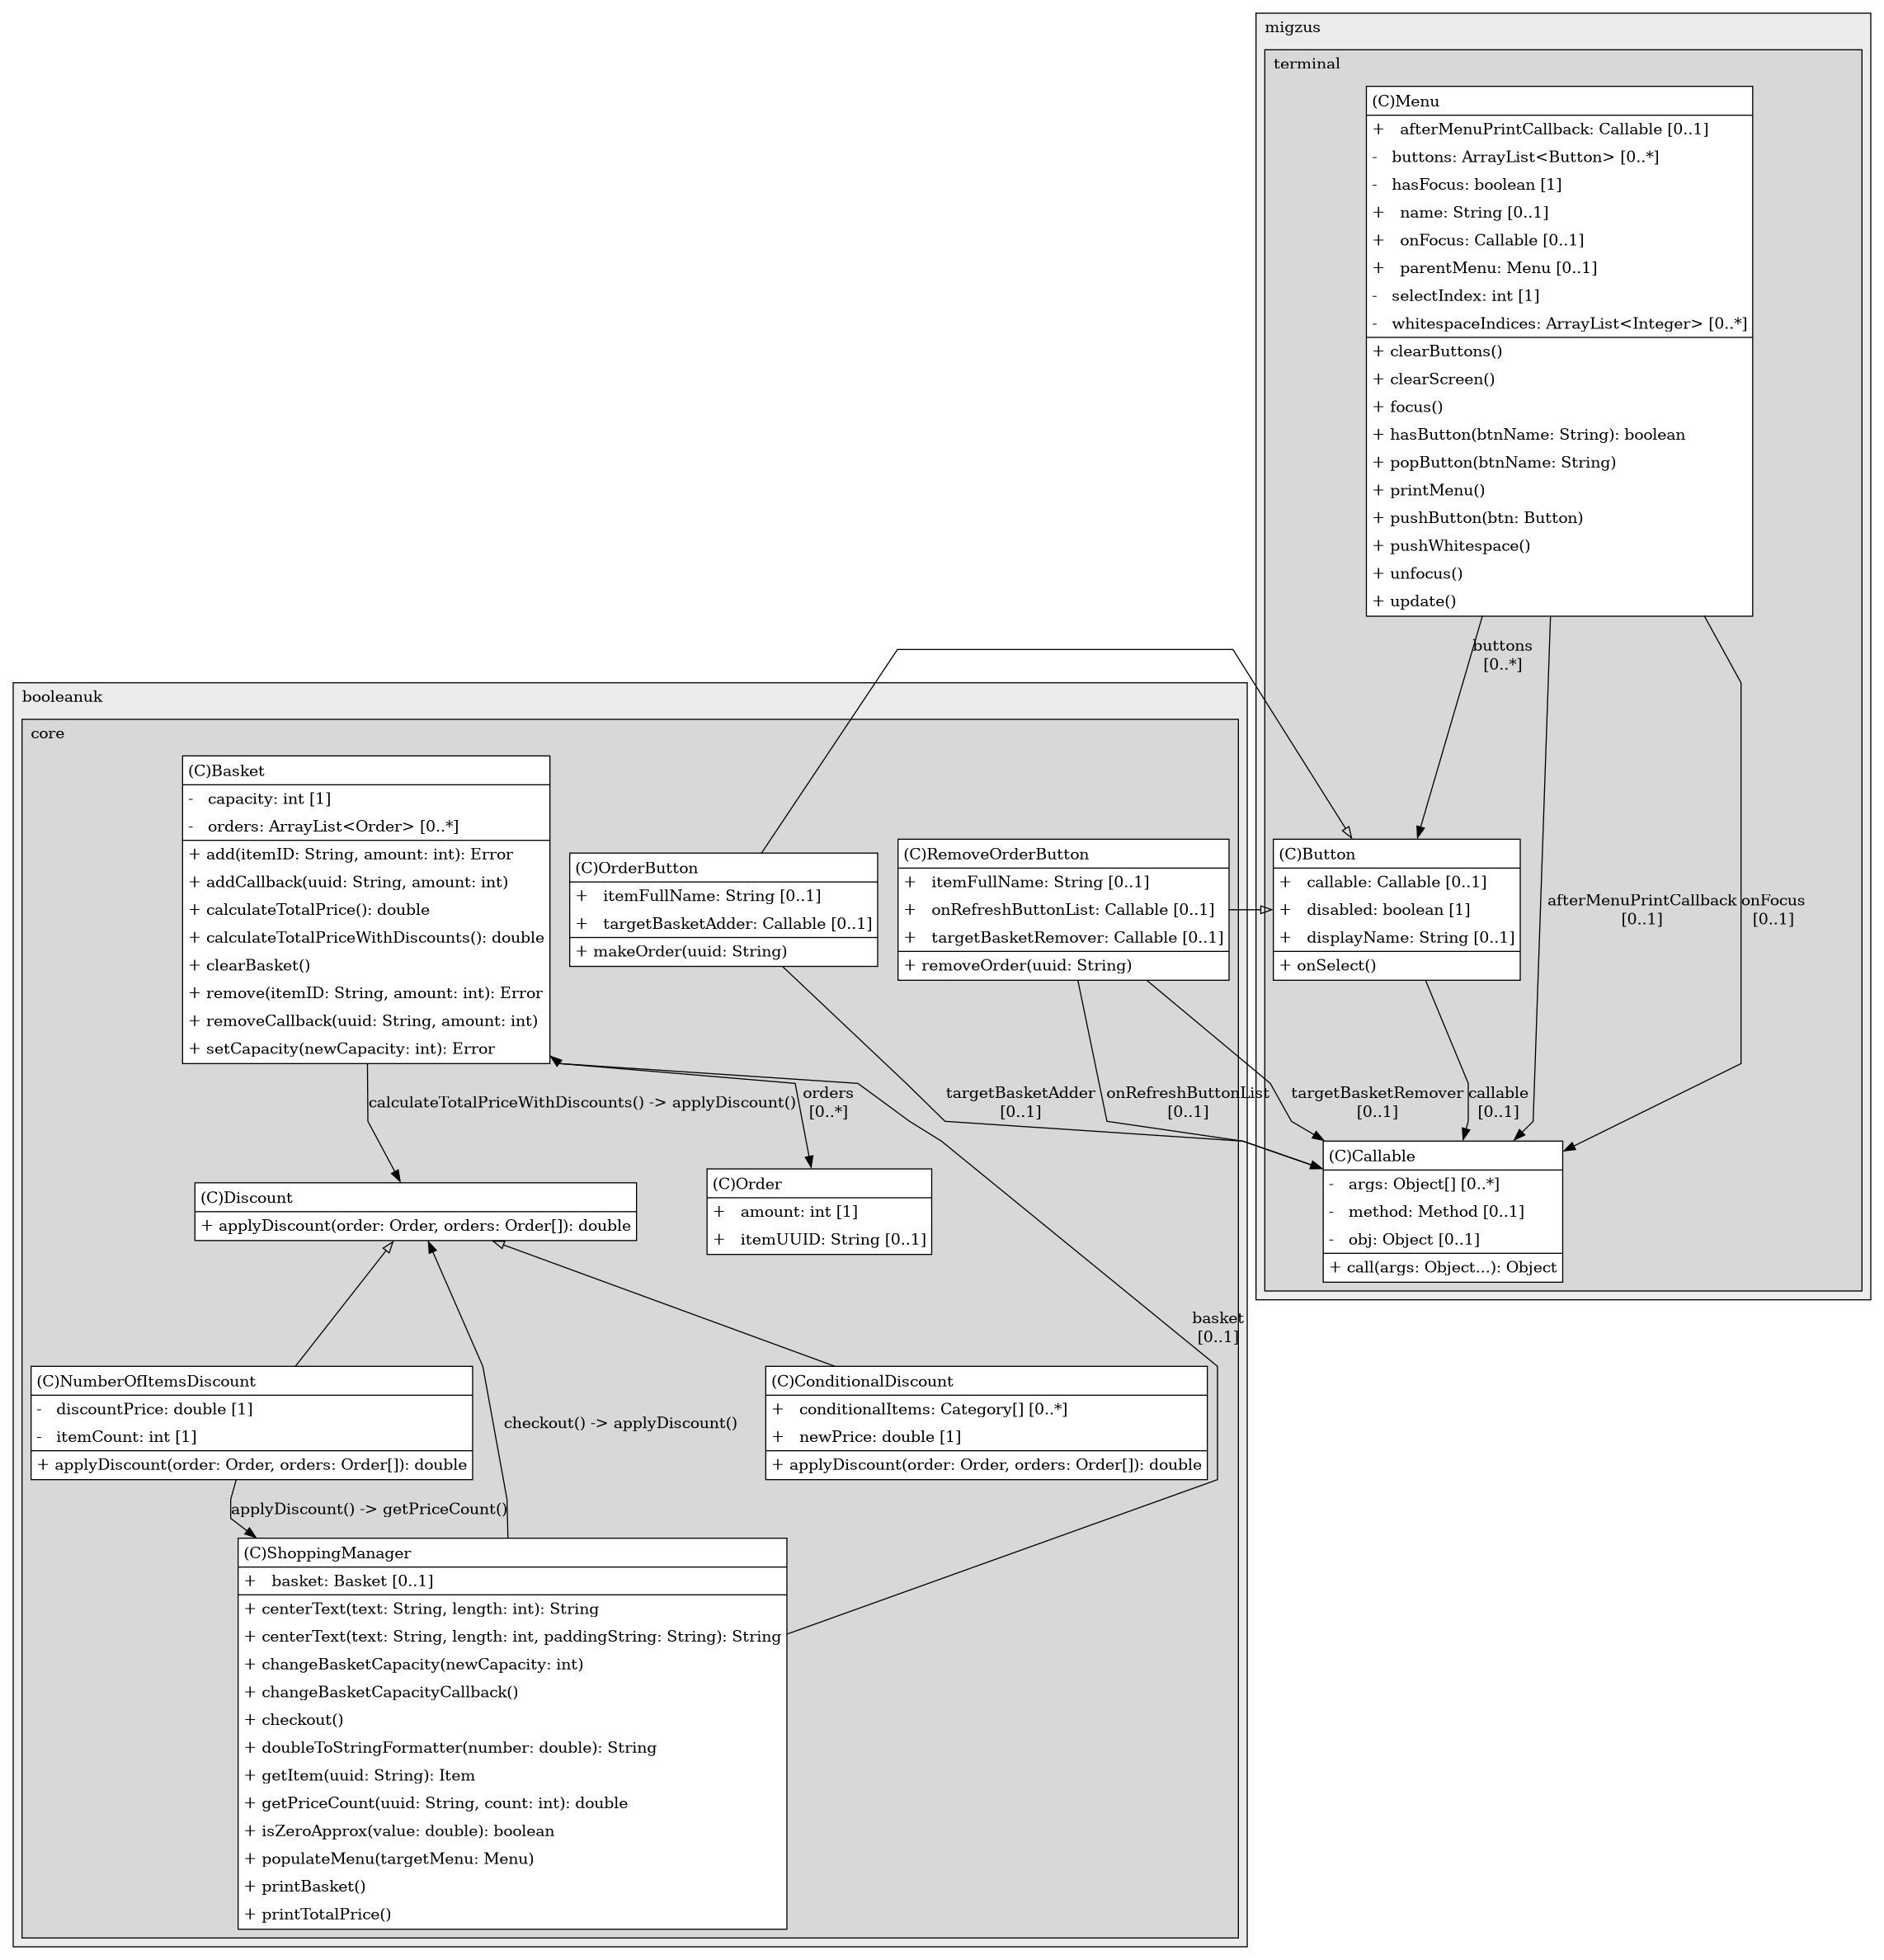 migzus
terminal
(C)Menu
+   afterMenuPrintCallback: Callable [0..1]
-   buttons: ArrayList<Button> [0..*]
-   hasFocus: boolean [1]
+   name: String [0..1]
+   onFocus: Callable [0..1]
+   parentMenu: Menu [0..1]
-   selectIndex: int [1]
-   whitespaceIndices: ArrayList<Integer> [0..*]
+ clearButtons()
+ clearScreen()
+ focus()
+ hasButton(btnName: String): boolean
+ popButton(btnName: String)
+ printMenu()
+ pushButton(btn: Button)
+ pushWhitespace()
+ unfocus()
+ update()
buttons
[0..*]
booleanuk
core
(C)Basket
-   capacity: int [1]
-   orders: ArrayList<Order> [0..*]
+ add(itemID: String, amount: int): Error
+ addCallback(uuid: String, amount: int)
+ calculateTotalPrice(): double
+ calculateTotalPriceWithDiscounts(): double
+ clearBasket()
+ remove(itemID: String, amount: int): Error
+ removeCallback(uuid: String, amount: int)
+ setCapacity(newCapacity: int): Error
(C)OrderButton
+   itemFullName: String [0..1]
+   targetBasketAdder: Callable [0..1]
+ makeOrder(uuid: String)
(C)RemoveOrderButton
+   itemFullName: String [0..1]
+   onRefreshButtonList: Callable [0..1]
+   targetBasketRemover: Callable [0..1]
+ removeOrder(uuid: String)
(C)Button
+   callable: Callable [0..1]
+   disabled: boolean [1]
+   displayName: String [0..1]
+ onSelect()
afterMenuPrintCallback
[0..1]
onFocus
[0..1]
calculateTotalPriceWithDiscounts() -> applyDiscount()
orders
[0..*]
targetBasketAdder
[0..1]
onRefreshButtonList
[0..1]
targetBasketRemover
[0..1]
callable
[0..1]
(C)Discount
+ applyDiscount(order: Order, orders: Order[]): double
(C)Order
+   amount: int [1]
+   itemUUID: String [0..1]
(C)Callable
-   args: Object[] [0..*]
-   method: Method [0..1]
-   obj: Object [0..1]
+ call(args: Object...): Object
basket
[0..1]
(C)NumberOfItemsDiscount
-   discountPrice: double [1]
-   itemCount: int [1]
+ applyDiscount(order: Order, orders: Order[]): double
checkout() -> applyDiscount()
(C)ConditionalDiscount
+   conditionalItems: Category[] [0..*]
+   newPrice: double [1]
+ applyDiscount(order: Order, orders: Order[]): double
applyDiscount() -> getPriceCount()
(C)ShoppingManager
+   basket: Basket [0..1]
+ centerText(text: String, length: int): String
+ centerText(text: String, length: int, paddingString: String): String
+ changeBasketCapacity(newCapacity: int)
+ changeBasketCapacityCallback()
+ checkout()
+ doubleToStringFormatter(number: double): String
+ getItem(uuid: String): Item
+ getPriceCount(uuid: String, count: int): double
+ isZeroApprox(value: double): boolean
+ populateMenu(targetMenu: Menu)
+ printBasket()
+ printTotalPrice()